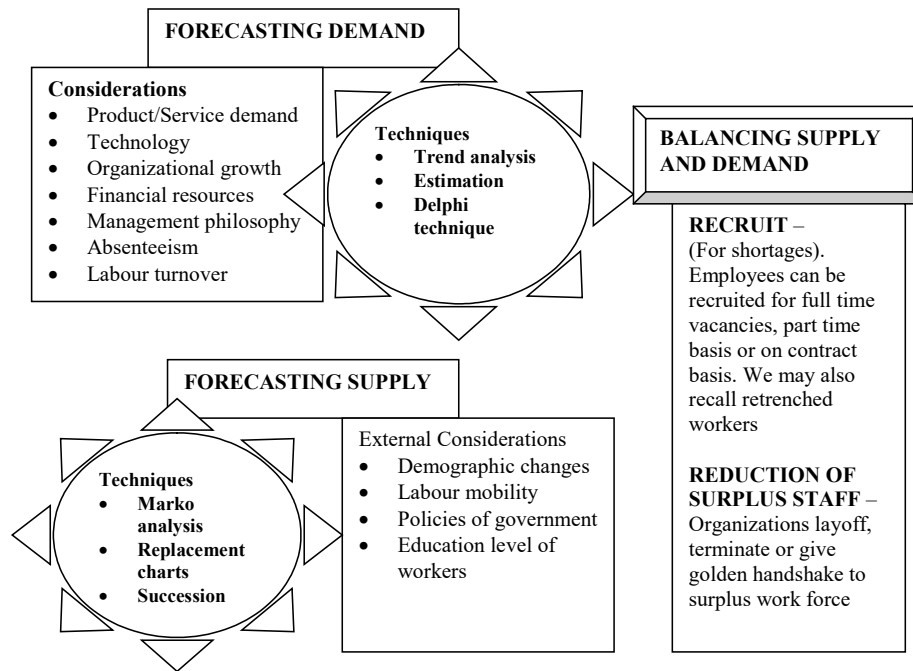 FORECASTING DEMAND
Considerations
• Product/Service demand
• Technology
• Organizational growth
• Financial resources
• Management philosophy
• Absenteeism
• Labour turnover
Techniques
• Trend analysis
• Estimation
• Delphi
technique
BALANCING SUPPLY
AND DEMAND
RECRUIT –
(For shortages).
Employees can be
recruited for full time
vacancies, part time
basis or on contract
basis. We may also
recall retrenched
workers
REDUCTION OF
SURPLUS STAFF –
Organizations layoff,
terminate or give
golden handshake to
surplus work force
FORECASTING SUPPLY
Techniques
• Marko
analysis
• Replacement
charts
• Succession
External Considerations
• Demographic changes
• Labour mobility
• Policies of government
• Education level of
workers